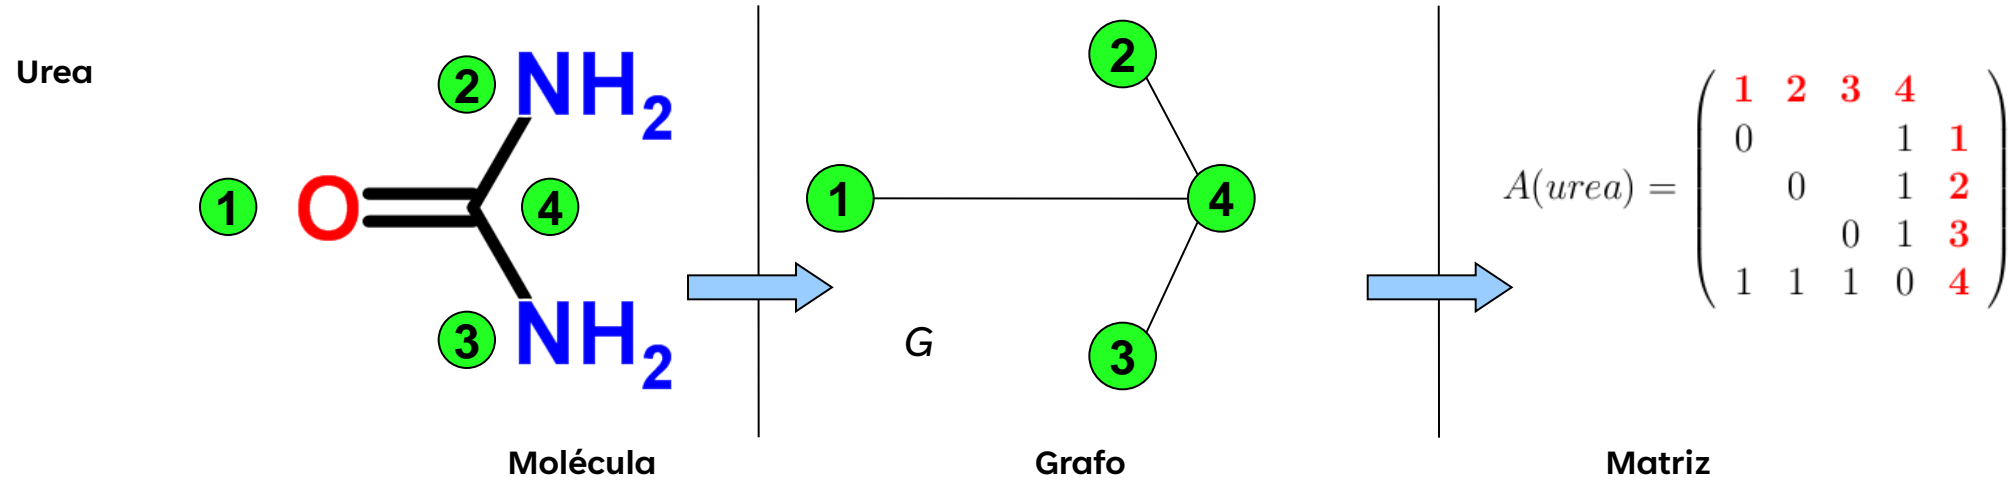 Urea
2 NH2
1 O 4
3 NH2
Molécula
2
1 4
3
G
Grafo
A(urea) =
1 2 3 4
0 1 1
0 1 2
0 1 3
1 1 1 0 4
Matriz